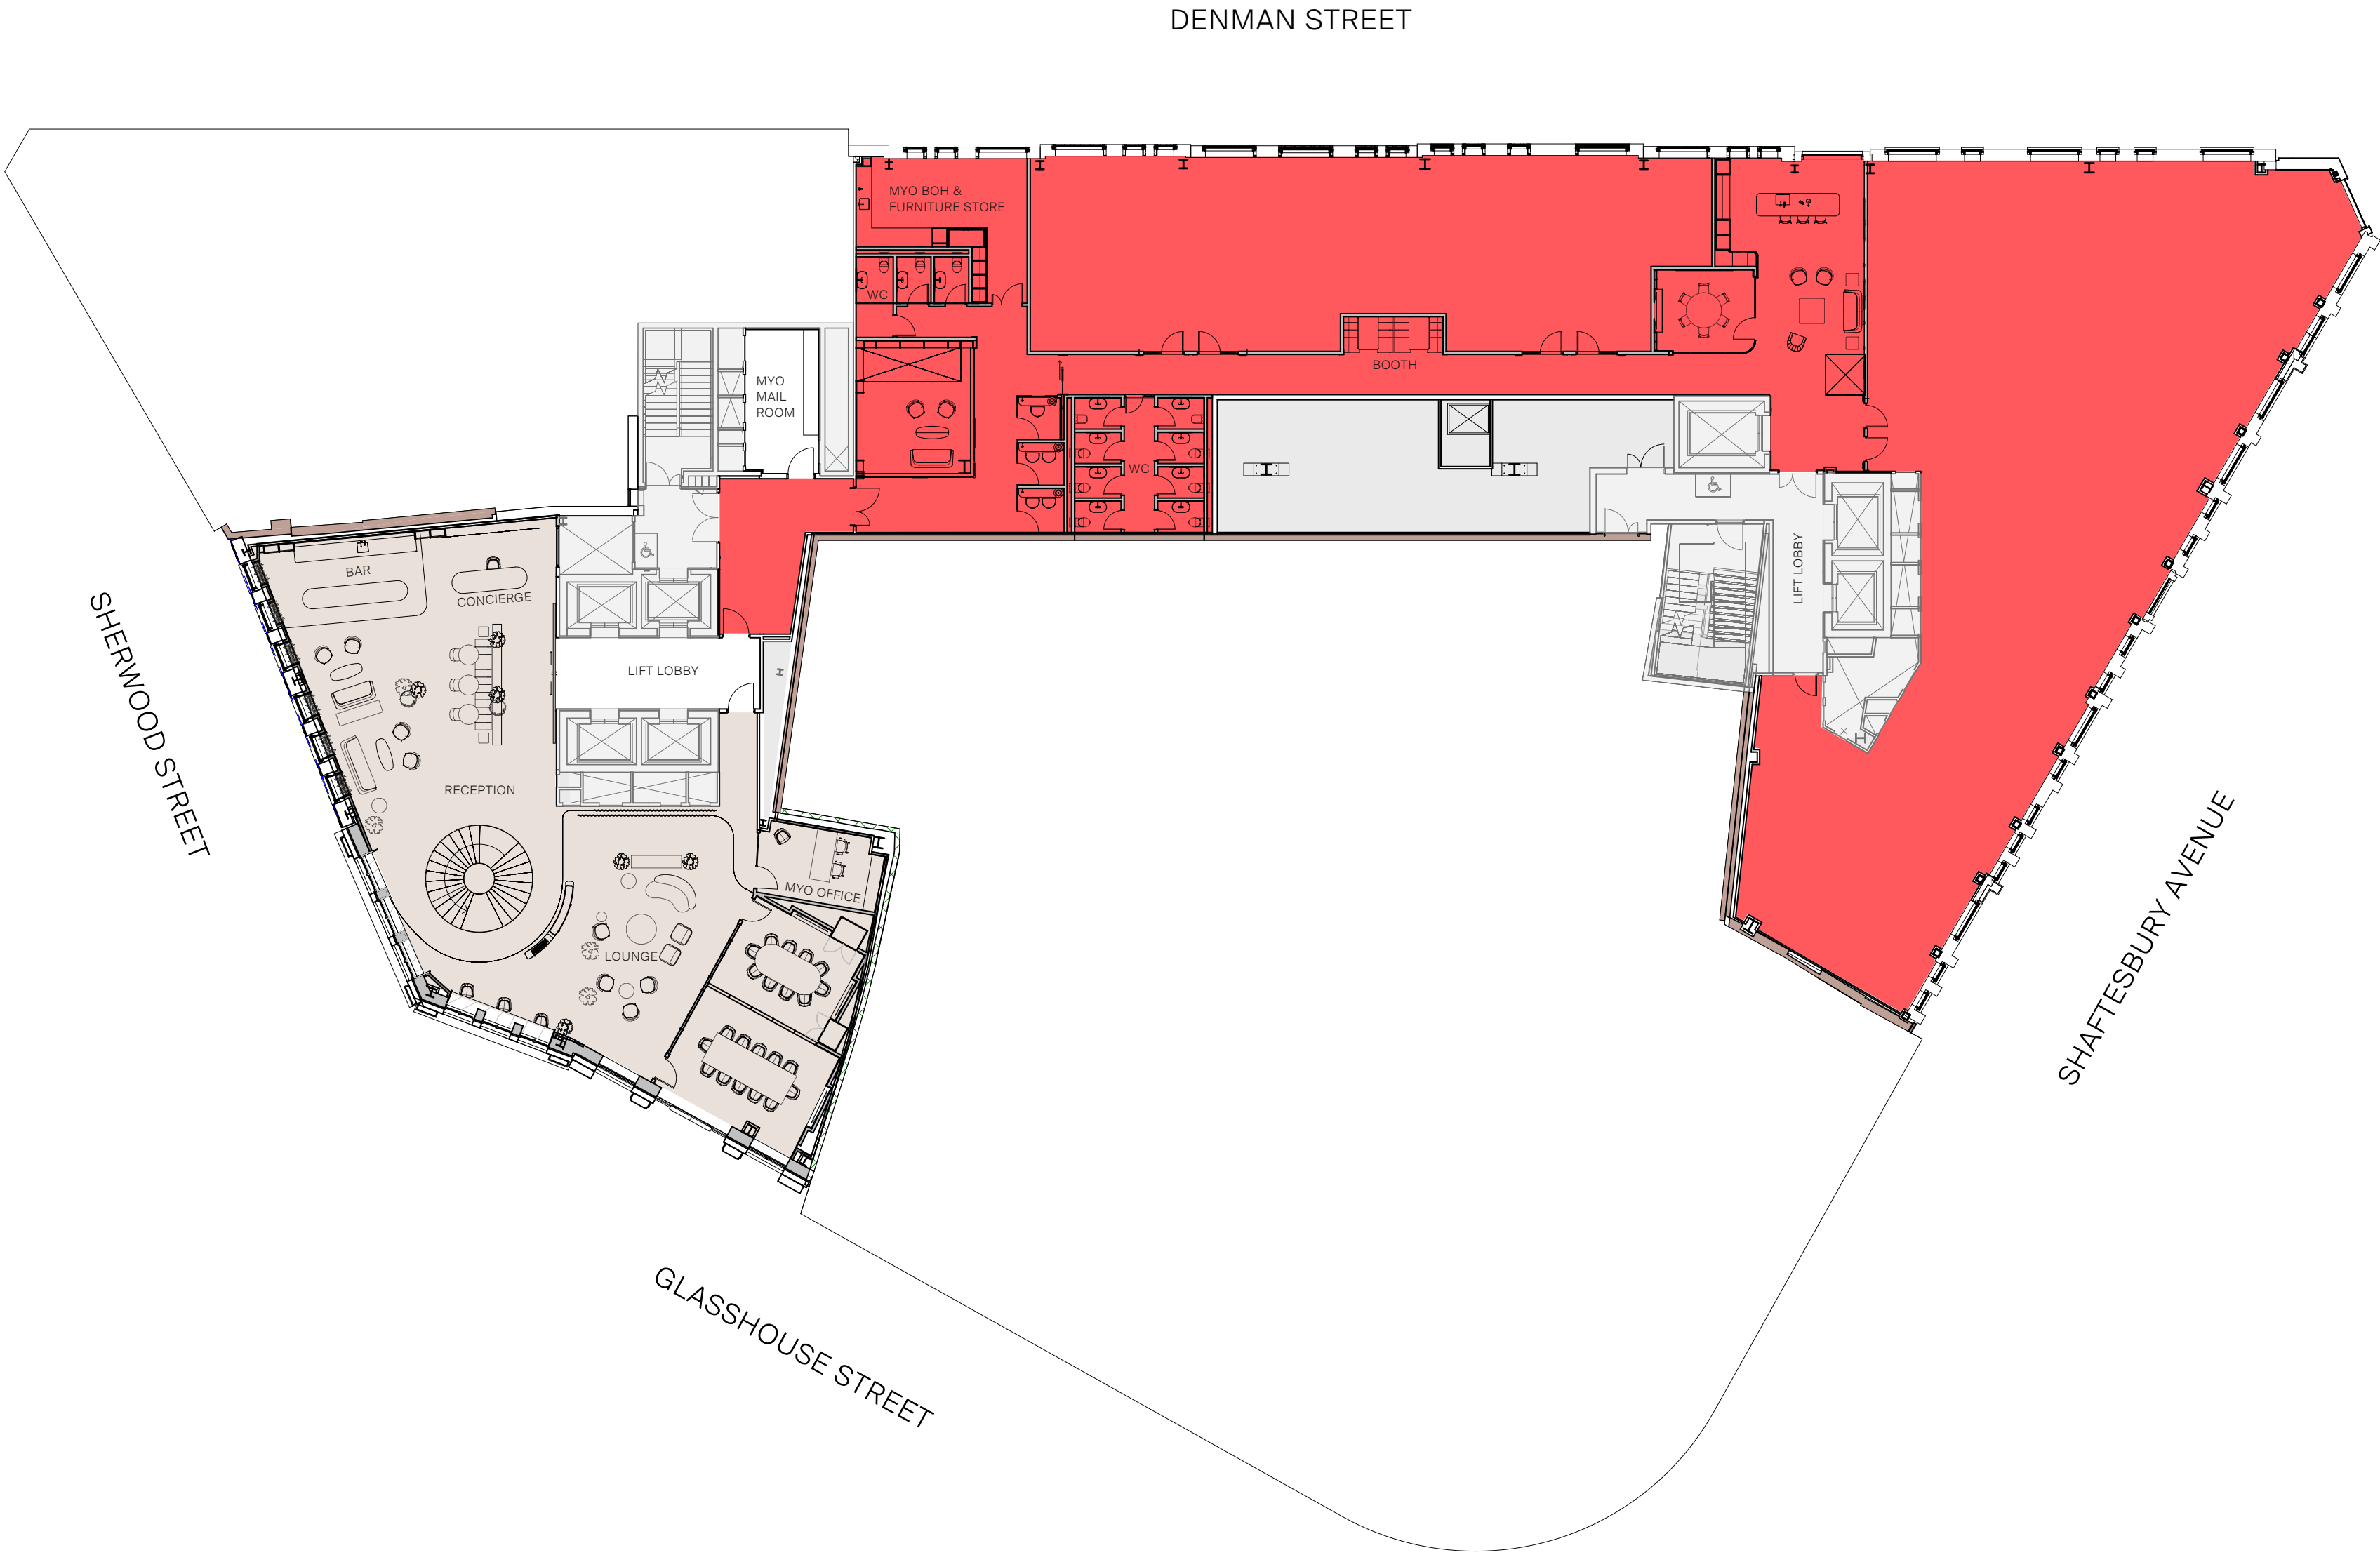 DENMAN STREET
MYO BOH &
FURNITURE STORE
WC
BOOTH
MYO
MAIL
ROOM
WC
LIFT LOBBY
BAR
CONCIERGE
LIFT LOBBY
RECEPTION
MYO OFFICE
LOUNGE
SHERWOOD STREET
SHAFTESBURY AVENUE
GLASSHOUSE STREET